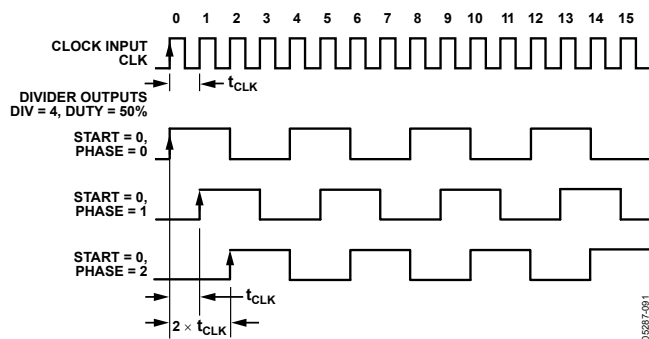 0 1 2 3 4 5 6 7 8 9 10 11 12 13 14 15
CLOCK INPUT
CLK
tCLK
DIVIDER OUTPUTS
DIV = 4, DUTY = 50%
START = 0,
PHASE = 0
START = 0,
PHASE = 1
START = 0,
PHASE = 2
tCLK
2 × tCLK
05287-091